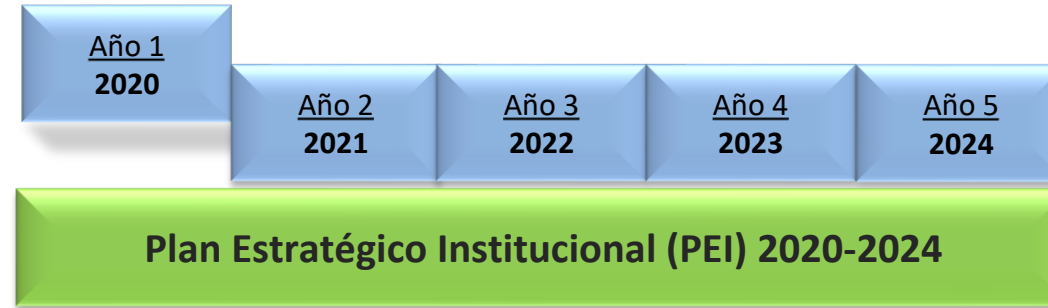 Año 1
2020
Año 2
2021
Año 3
2022
Año 4
2023
Año 5
2024
Plan Estratégico Institucional (PEI) 2020-2024